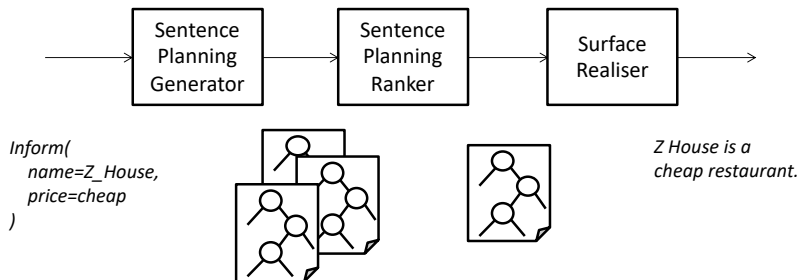 Sentence
Planning
Generator
Sentence
Planning
Ranker
Surface
Realiser
Inform(
name=Z_House,
price=cheap
)
Z House is a
cheap restaurant.